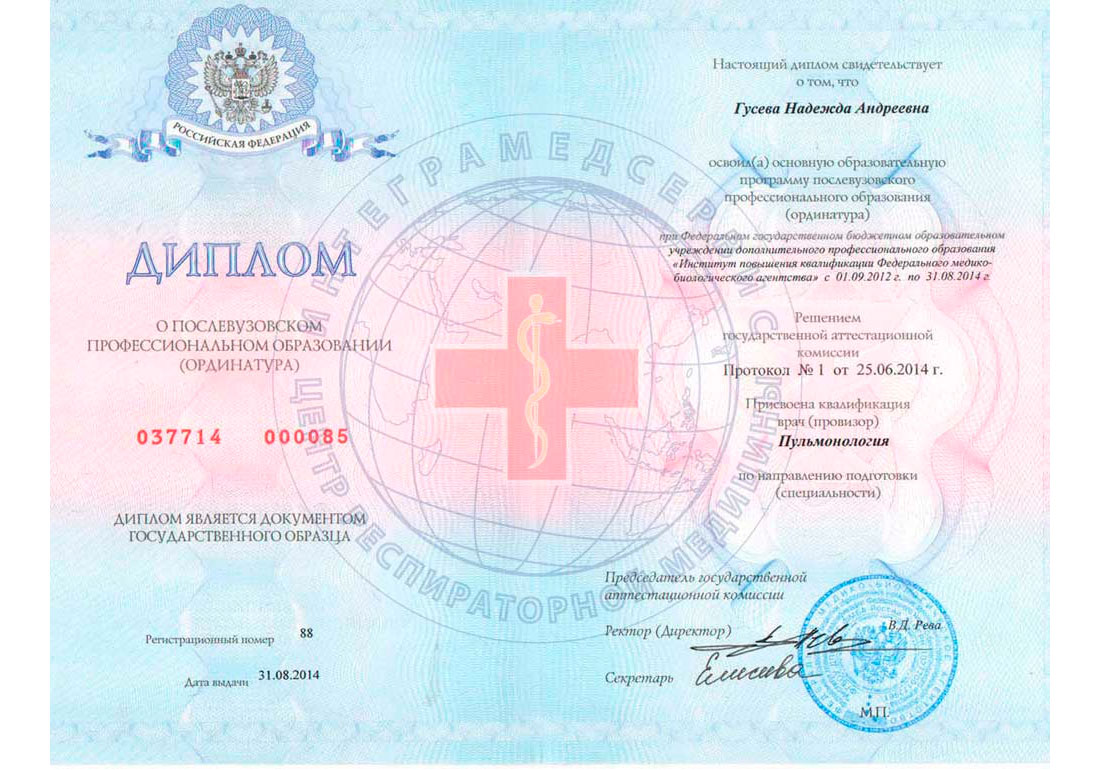 РОССИЙСКАЯ ФЕДЕРАЦИЯ
ДИПЛОМ
О ПОСЛЕВУЗОВСКОМ
ПРОФЕССИОНАЛЬНОМ ОБРАЗОВАНИИ
(ОРДИНАТУРА)
037714 000085
ДИПЛОМ ЯВЛЯЕТСЯ ДОКУМЕНТОМ
ГОСУДАРСТВЕННОГО ОБРАЗЦА
Регистрационный номер 88
Дата выдачи 31.08.2014
ИНТЕГРАМЕДСЕРВИС
ЦЕНТР РЕСПИРАТОРНОЙ МЕДИЦИНЫ
Настоящий диплом свидетельствует
о том, что
Гусева Надежда Андреевна
освоил(а) основную образовательную
программу послевузовского
профессионального образования
(ординатура)
при Федеральном государственном бюджетном образовательном
учреждении дополнительного профессионального образования
«Институт повышения квалификации Федерального медико-
биологического агентства» с 01.09.2012 г. по 31.08.2014 г.
Решением
государственной аттестационной
комиссии
Протокол № 1 от 25.06.2014 г.
Присвоена квалификация
врач (провизор)
Пульмонология
по направлению подготовки
(специальности)
Председатель государственной
аттестационной комиссии
Ректор (Директор) В.Д. Рева
Секретарь
М.П.